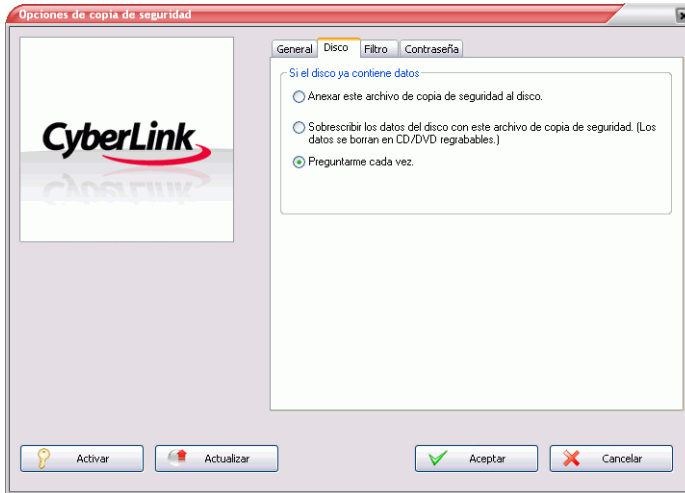 Opciones de copia de seguridad
General Disco Filtro Contraseña
CyberLink
Si el disco ya contiene datos
Anexar este archivo de copia de seguridad al disco.
Sobrescribir los datos del disco con este archivo de copia de seguridad. (Los
datos se borran en CD/DVD regrabables.)
Preguntarme cada vez.
Activar Actualizar Aceptar Cancelar